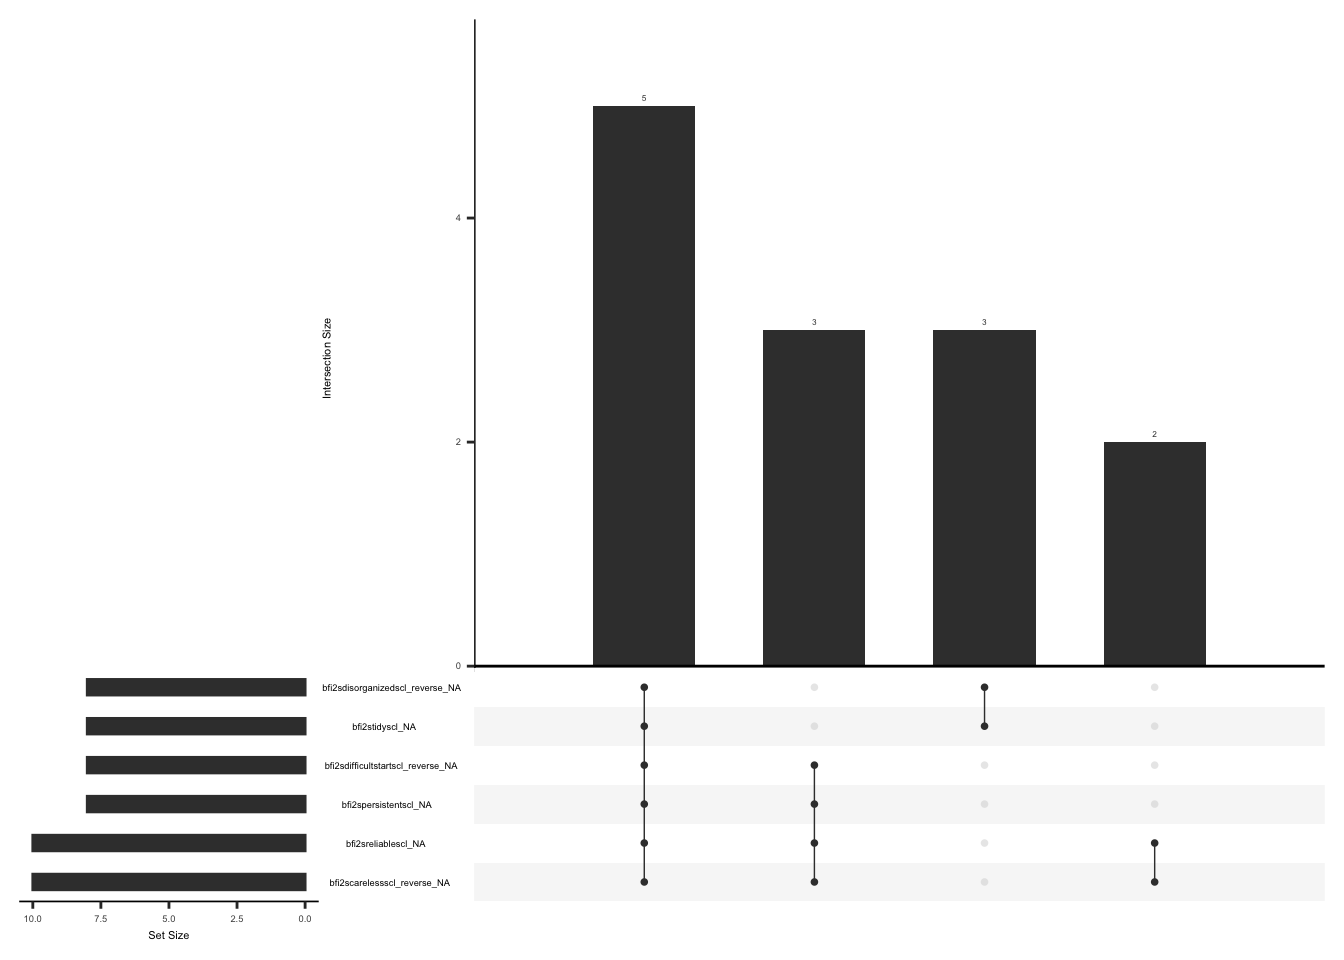 5
4
3
3
Intersection Size
2
2
0
bfi2sdisorganizedscl_reverse_NA
bfi2stidyscl_NA
bfi2sdifficultstartscl_reverse_NA
bfi2spersistentscl_NA
bfi2sreliablescl_NA
bfi2scarelessscl_reverse_NA
10.0 7.5 5.0 2.5 0.0
Set Size